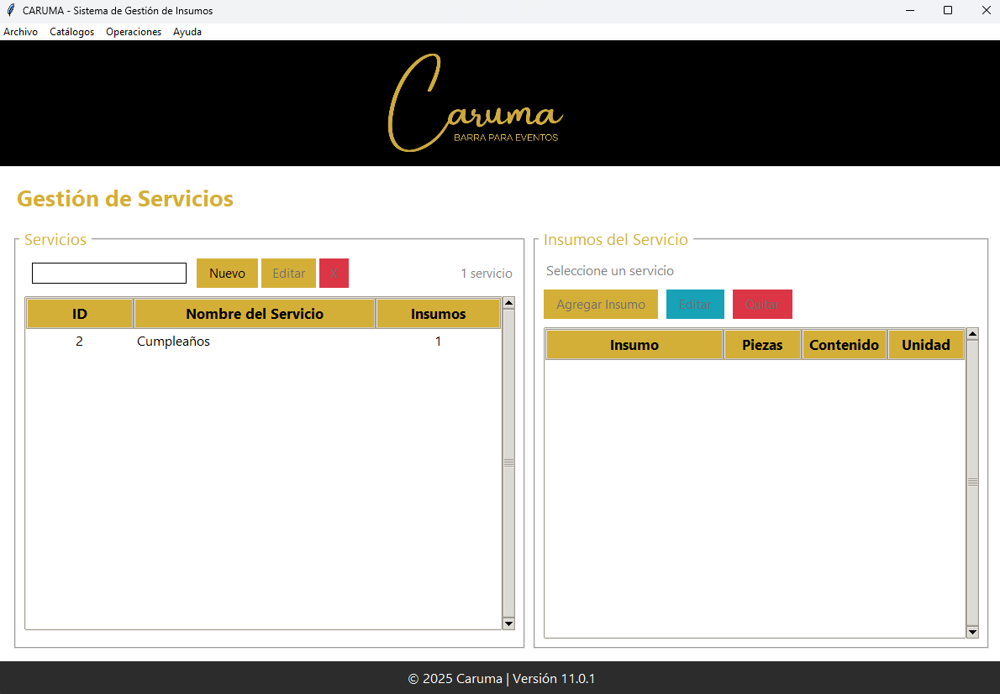 CARUMA - Sistema de Gestión de Insumos
Archivo Catálogos Operaciones Ayuda
Caruma
BARRA PARA EVENTOS
Gestión de Servicios
Servicios
Nuevo Editar X 1 servicio
ID Nombre del Servicio Insumos
2 Cumpleaños 1
Insumos del Servicio
Seleccione un servicio
Agregar Insumo Editar Quitar
Insumo Piezas Contenido Unidad
© 2025 Caruma | Versión 11.0.1